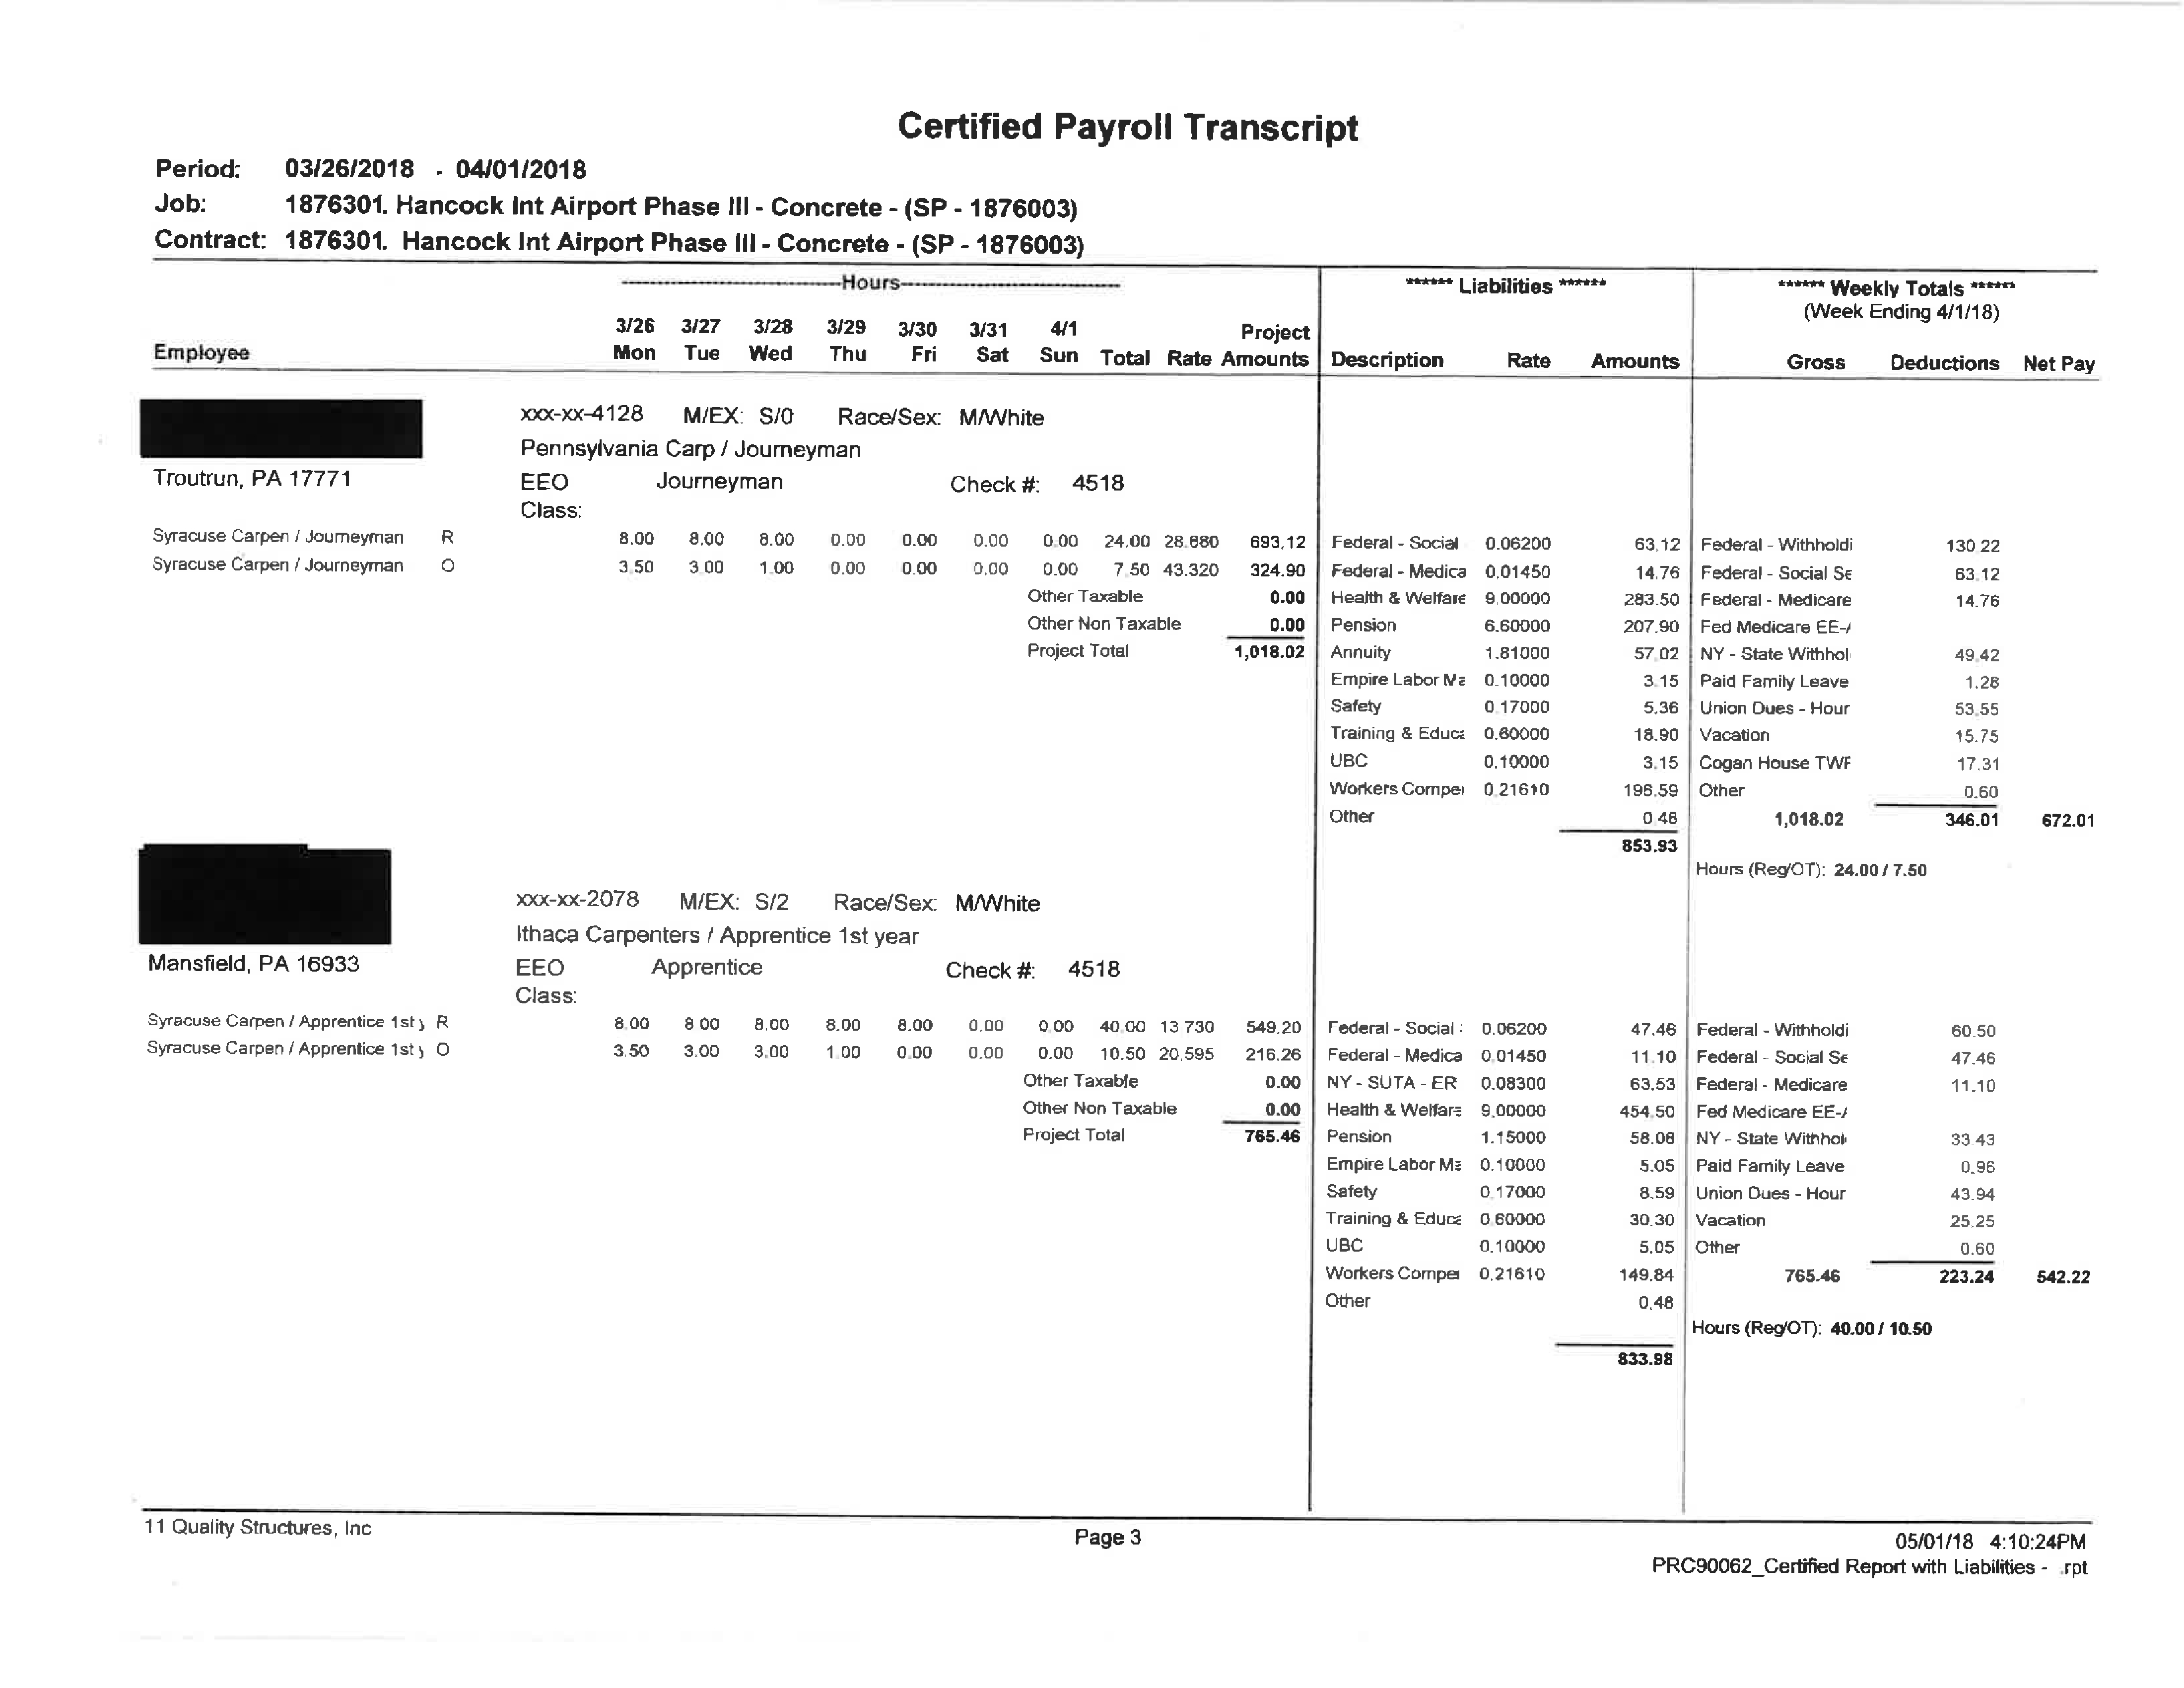 Certified Payroll Transcript
Period: 03/26/2018 - 04/01/2018
Job: 1876301. Hancock Int Airport Phase III - Concrete - (SP - 1876003)
Contract: 1876301. Hancock Int Airport Phase III - Concrete - (SP - 1876003)
Hours ****** Liabilities ****** ****** Weekly Totals ******
(Week Ending 4/1/18)
3/26 3/27 3/28 3/29 3/30 3/31 4/1 Project
Employee Mon Tue Wed Thu Fri Sat Sun Total Rate Amounts Description Rate Amounts Gross Deductions Net Pay
xxx-xx-4128 M/EX: S/0 Race/Sex: M/White
Pennsylvania Carp / Journeyman
Troutrun, PA 17771 EEO Journeyman Check #: 4518
Class:
Syracuse Carpen / Journeyman R 8.00 8.00 8.00 0.00 0.00 0.00 0.00 24.00 28.880 693.12 Federal - Social 0.06200 63.12 Federal - Withholdi 130.22
Syracuse Carpen / Journeyman O 3.50 3.00 1.00 0.00 0.00 0.00 0.00 7.50 43.320 324.90 Federal - Medica 0.01450 14.76 Federal - Social Se 63.12
Other Taxable 0.00 Health & Welfare 9.00000 283.50 Federal - Medicare 14.76
Other Non Taxable 0.00 Pension 6.60000 207.90 Fed Medicare EE-
Project Total 1,018.02 Annuity 1.81000 57.02 NY - State Withhol 49.42
Empire Labor Ma 0.10000 3.15 Paid Family Leave 1.28
Safety 0.17000 5.36 Union Dues - Hour 53.55
Training & Educa 0.60000 18.90 Vacation 15.75
UBC 0.10000 3.15 Cogan House TWF 17.31
Workers Compe 0.21610 196.59 Other 0.60
Other 0.48 1,018.02 346.01 672.01
853.93
Hours (Reg/OT): 24.00 / 7.50
xxx-xx-2078 M/EX: S/2 Race/Sex: M/White
Ithaca Carpenters / Apprentice 1st year
Mansfield, PA 16933 EEO Apprentice Check #: 4518
Class:
Syracuse Carpen / Apprentice 1st y R 8.00 8.00 8.00 8.00 8.00 0.00 0.00 40.00 13.730 549.20 Federal - Social 0.06200 47.46 Federal - Withholdi 60.50
Syracuse Carpen / Apprentice 1st y O 3.50 3.00 3.00 1.00 0.00 0.00 0.00 10.50 20.595 216.26 Federal - Medica 0.01450 11.10 Federal - Social Se 47.46
Other Taxable 0.00 NY - SUTA - ER 0.08300 63.53 Federal - Medicare 11.10
Other Non Taxable 0.00 Health & Welfare 9.00000 454.50 Fed Medicare EE-
Project Total 765.46 Pension 1.15000 58.08 NY - State Withhol 33.43
Empire Labor Ma 0.10000 5.05 Paid Family Leave 0.96
Safety 0.17000 8.59 Union Dues - Hour 43.94
Training & Educa 0.60000 30.30 Vacation 25.25
UBC 0.10000 5.05 Other 0.60
Workers Compe 0.21610 149.84 765.46 223.24 542.22
Other 0.48
Hours (Reg/OT): 40.00 / 10.50
833.98
11 Quality Structures, Inc Page 3 05/01/18 4:10:24PM
PRC90062_Certified Report with Liabilities - .rpt